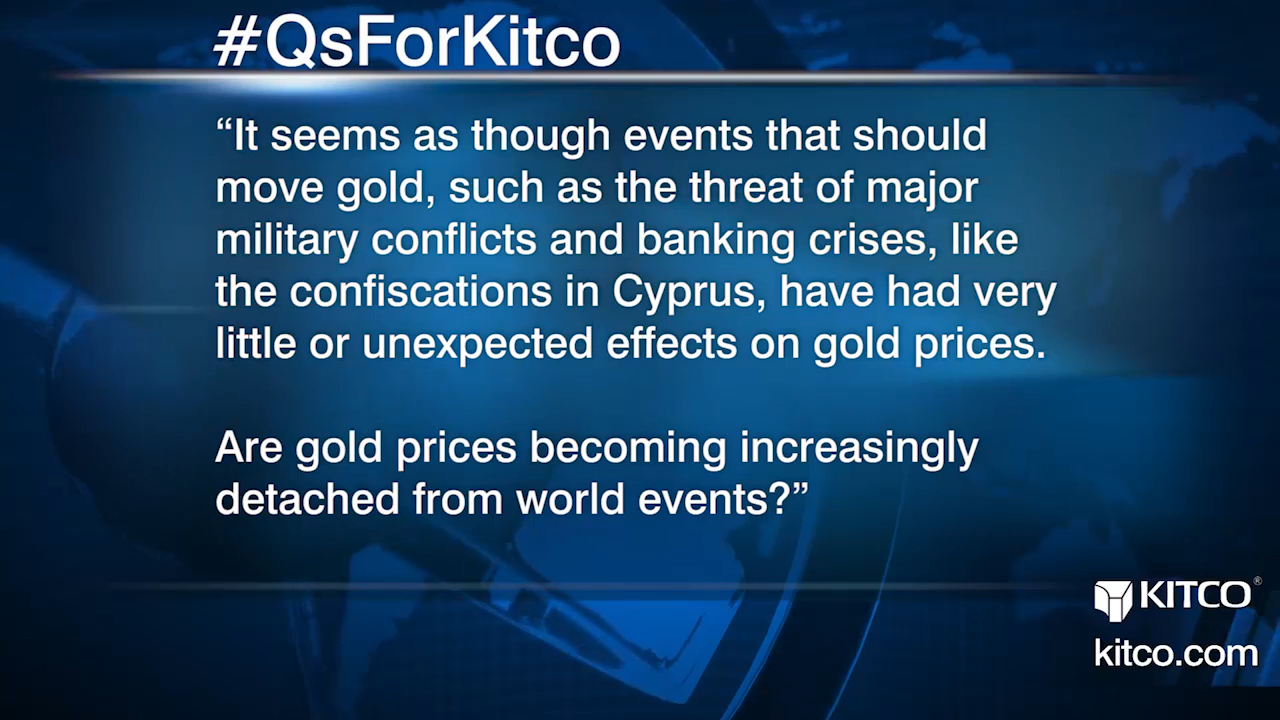 #QsForKitco
“It seems as though events that should
move gold, such as the threat of major
military conflicts and banking crises, like
the confiscations in Cyprus, have had very
little or unexpected effects on gold prices.
Are gold prices becoming increasingly
detached from world events?”
KITCO®
kitco.com